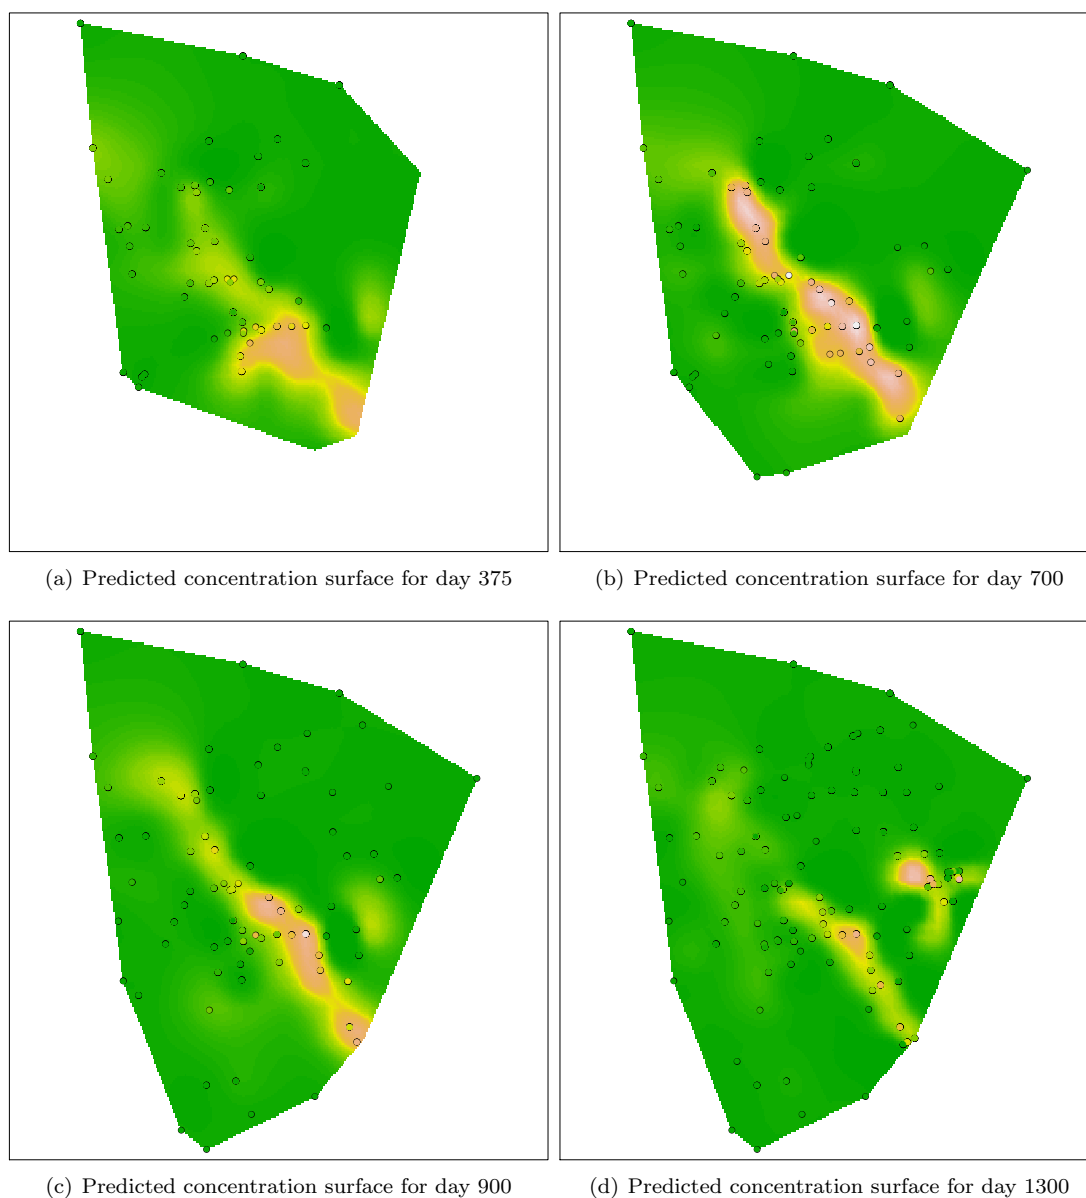 (a) Predicted concentration surface for day 375
(b) Predicted concentration surface for day 700
(c) Predicted concentration surface for day 900
(d) Predicted concentration surface for day 1300